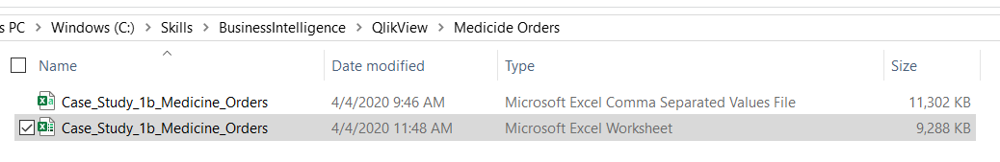 s PC > Windows (C:) > Skills > BusinessIntelligence > QlikView > Medicide Orders
Name Date modified Type Size
Case_Study_1b_Medicine_Orders 4/4/2020 9:46 AM Microsoft Excel Comma Separated Values File 11,302 KB
Case_Study_1b_Medicine_Orders 4/4/2020 11:48 AM Microsoft Excel Worksheet 9,288 KB